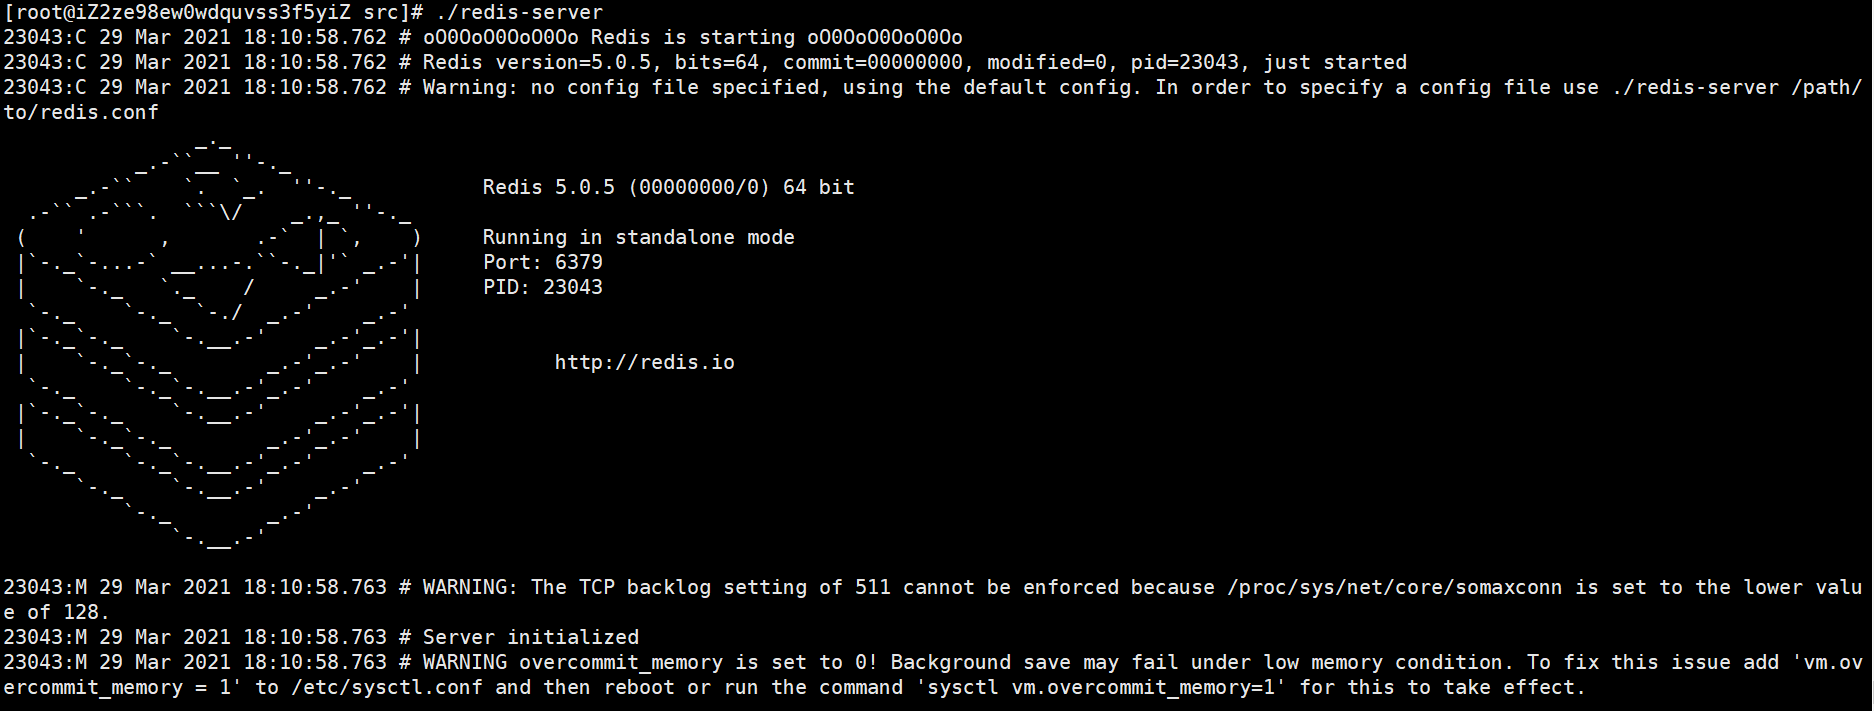 [root@iZ2ze98ew0wdquvss3f5yiZ src]# ./redis-server
23043:C 29 Mar 2021 18:10:58.762 # oO0OoO0OoO0Oo Redis is starting oO0OoO0OoO0Oo
23043:C 29 Mar 2021 18:10:58.762 # Redis version=5.0.5, bits=64, commit=00000000, modified=0, pid=23043, just started
23043:C 29 Mar 2021 18:10:58.762 # Warning: no config file specified, using the default config. In order to specify a config file use ./redis-server /path/
to/redis.conf
Redis 5.0.5 (00000000/0) 64 bit
Running in standalone mode
Port: 6379
PID: 23043
http://redis.io
23043:M 29 Mar 2021 18:10:58.763 # WARNING: The TCP backlog setting of 511 cannot be enforced because /proc/sys/net/core/somaxconn is set to the lower valu
e of 128.
23043:M 29 Mar 2021 18:10:58.763 # Server initialized
23043:M 29 Mar 2021 18:10:58.763 # WARNING overcommit_memory is set to 0! Background save may fail under low memory condition. To fix this issue add 'vm.ov
ercommit_memory = 1' to /etc/sysctl.conf and then reboot or run the command 'sysctl vm.overcommit_memory=1' for this to take effect.